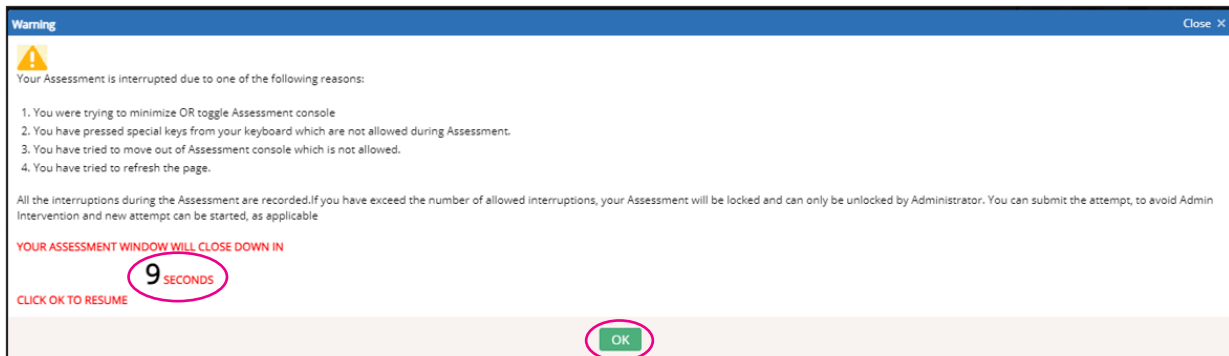 Warning
Close ×
Your Assessment is interrupted due to one of the following reasons:
1. You were trying to minimize OR toggle Assessment console
2. You have pressed special keys from your keyboard which are not allowed during Assessment.
3. You have tried to move out of Assessment console which is not allowed.
4. You have tried to refresh the page.
All the interruptions during the Assessment are recorded.If you have exceed the number of allowed interruptions, your Assessment will be locked and can only be unlocked by Administrator. You can submit the attempt, to avoid Admin
Intervention and new attempt can be started, as applicable
YOUR ASSESSMENT WINDOW WILL CLOSE DOWN IN
9 SECONDS
CLICK OK TO RESUME
OK